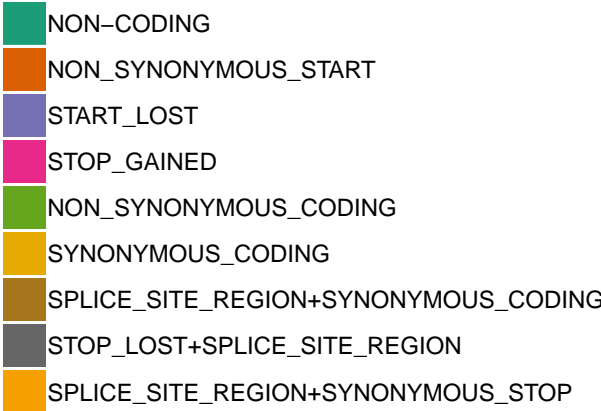 NON−CODING
NON_SYNONYMOUS_START
START_LOST
STOP_GAINED
NON_SYNONYMOUS_CODING
SYNONYMOUS_CODING
SPLICE_SITE_REGION+SYNONYMOUS_CODING
STOP_LOST+SPLICE_SITE_REGION
SPLICE_SITE_REGION+SYNONYMOUS_STOP